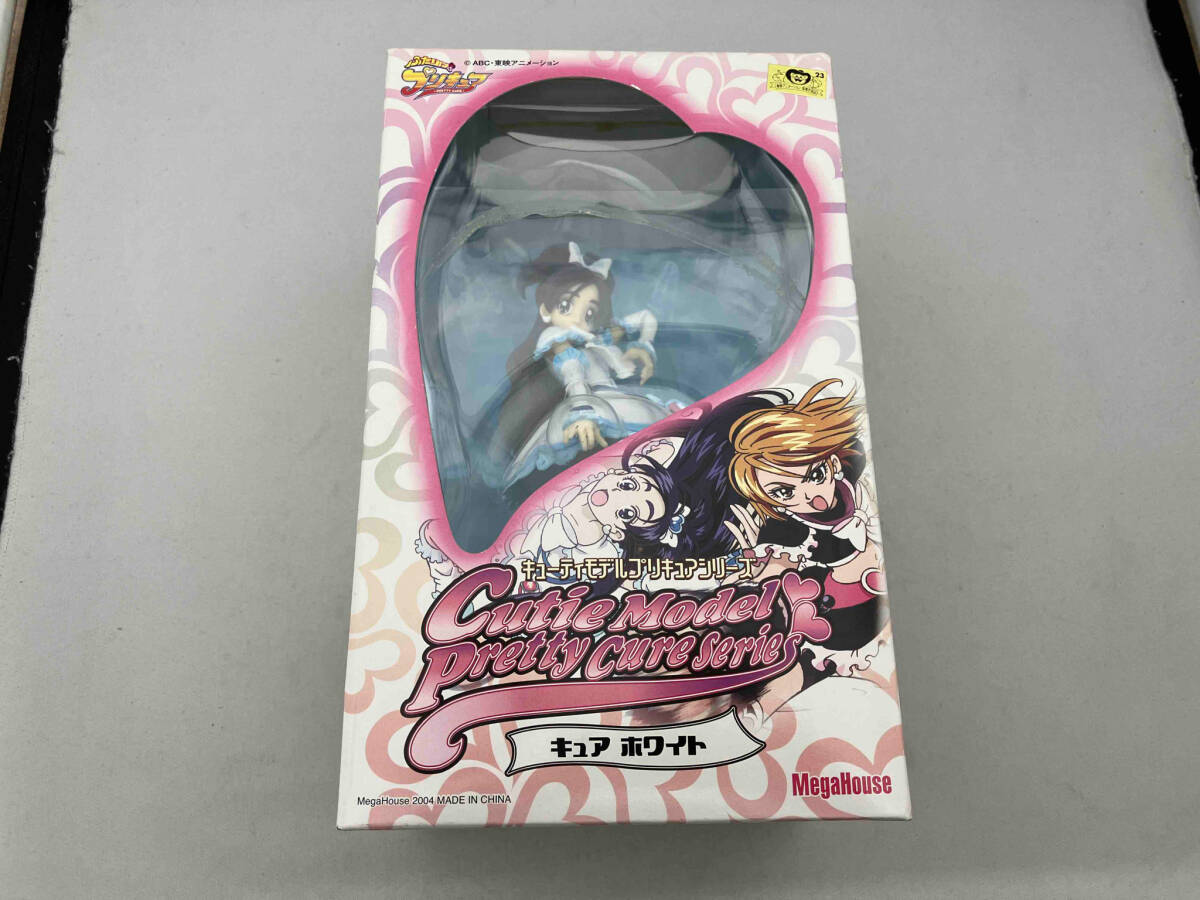 ふたりは
プリキュア
PRETTY CURE
© ABC・東映アニメーション
23
キューティモデルプリキュアシリーズ
Cutie Model
Pretty Cure Series
キュア ホワイト
MegaHouse
MegaHouse 2004 MADE IN CHINA